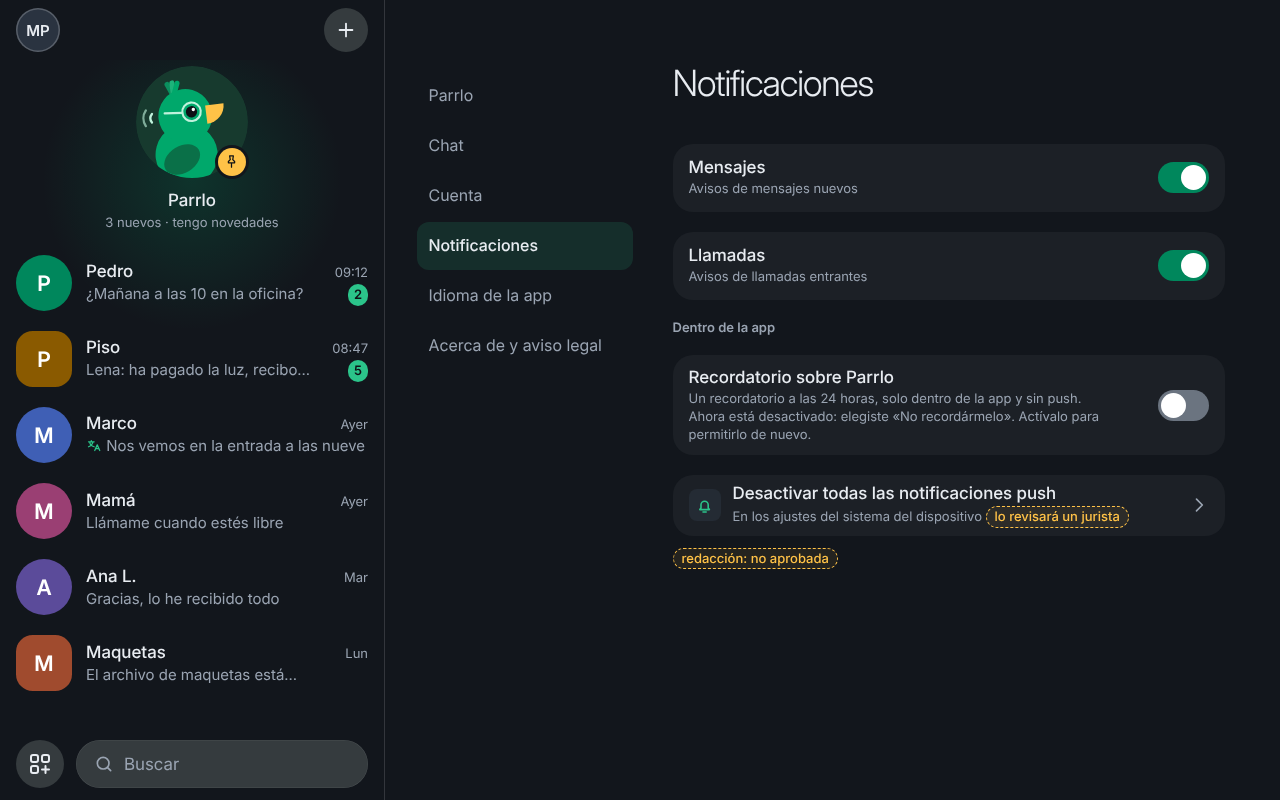 MP
Parrlo
3 nuevos · tengo novedades
P
Pedro
09:12
¿Mañana a las 10 en la oficina?
2
P
Piso
08:47
Lena: ha pagado la luz, recibo...
5
M
Marco
Ayer
Nos vemos en la entrada a las nueve
M
Mamá
Ayer
Llámame cuando estés libre
A
Ana L.
Mar
Gracias, lo he recibido todo
M
Maquetas
Lun
El archivo de maquetas está...
Buscar
Parrlo
Chat
Cuenta
Notificaciones
Idioma de la app
Acerca de y aviso legal
Notificaciones
Mensajes
Avisos de mensajes nuevos
Llamadas
Avisos de llamadas entrantes
Dentro de la app
Recordatorio sobre Parrlo
Un recordatorio a las 24 horas, solo dentro de la app y sin push.
Ahora está desactivado: elegiste «No recordármelo». Actívalo para
permitirlo de nuevo.
Desactivar todas las notificaciones push
En los ajustes del sistema del dispositivo lo revisará un jurista
redacción: no aprobada